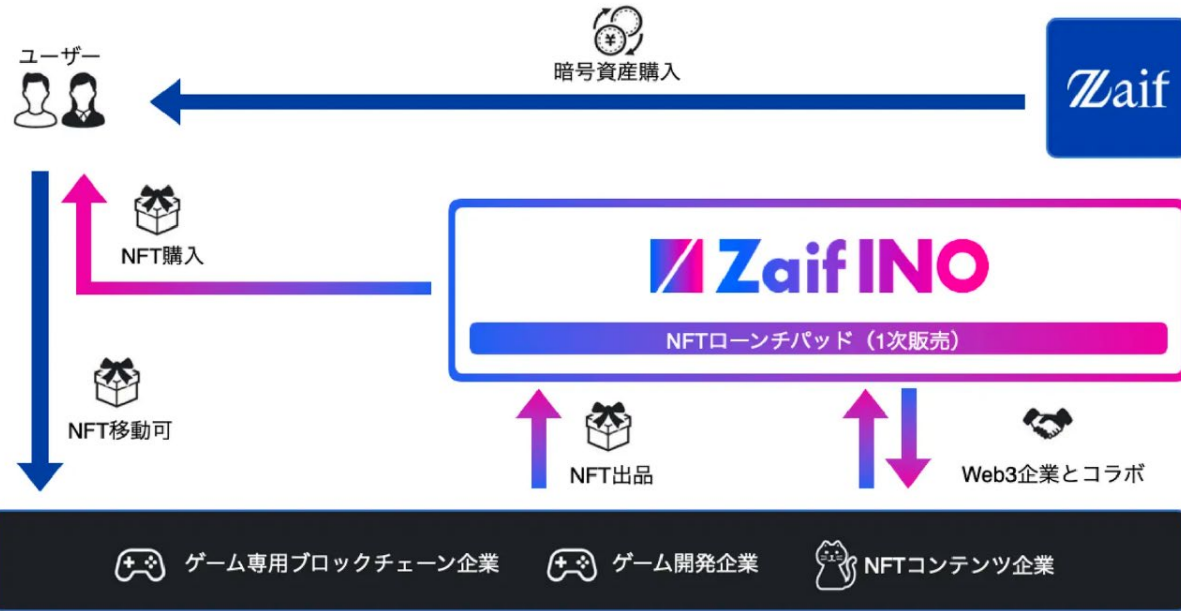 ユーザー
暗号資産購入
Zaif
NFT購入
Zaif INO
NFTローンチパッド（1次販売）
NFT移動可
NFT出品
Web3企業とコラボ
ゲーム専用ブロックチェーン企業
ゲーム開発企業
NFTコンテンツ企業